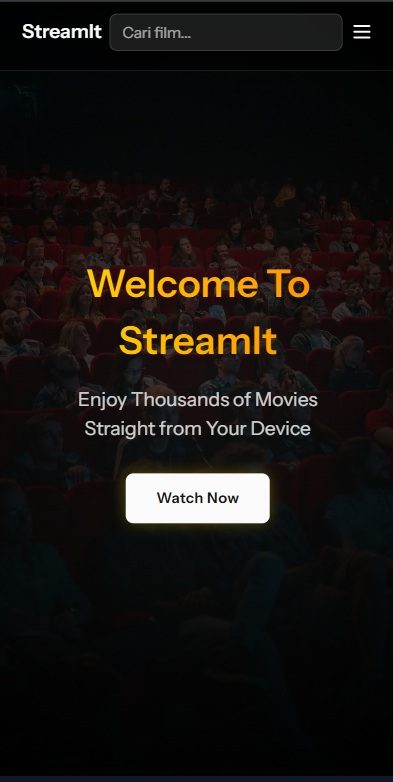 StreamIt
Cari film...
Welcome To
StreamIt
Enjoy Thousands of Movies
Straight from Your Device
Watch Now